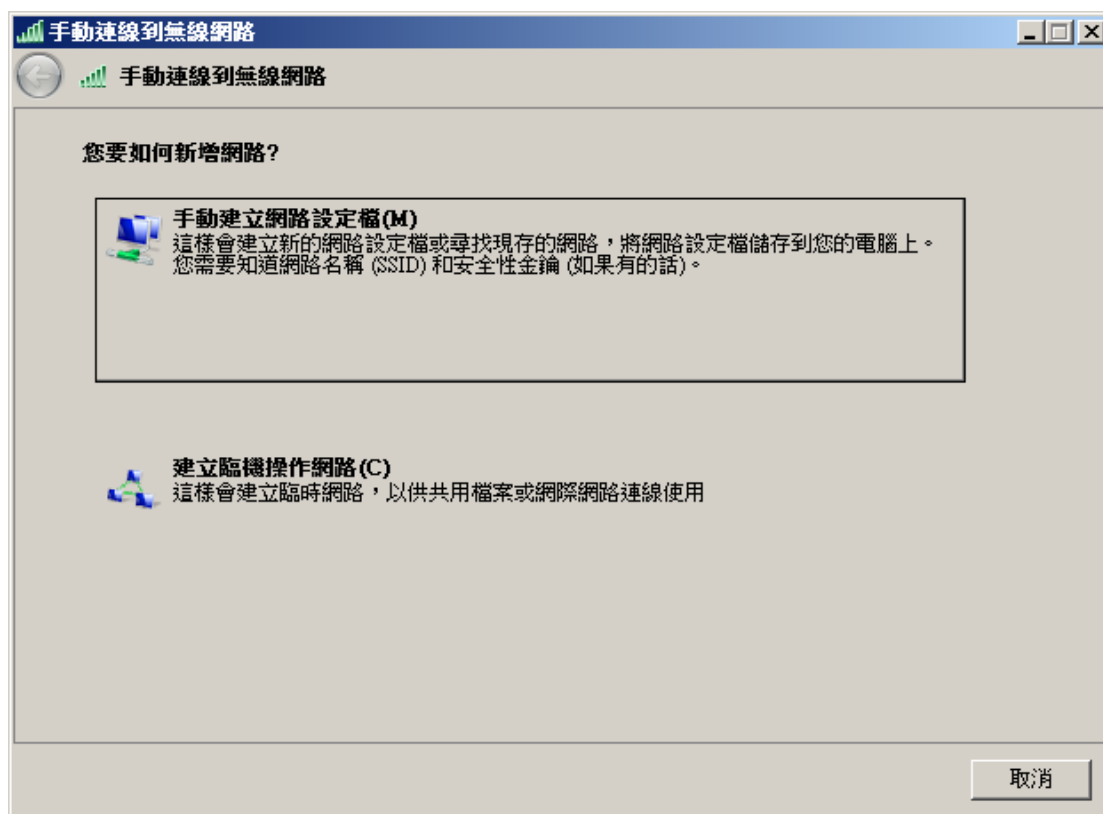 手動連線到無線網路
手動連線到無線網路
您要如何新增網路?
手動建立網路設定檔(M)
這樣會建立新的網路設定檔或尋找現存的網路，將網路設定檔儲存到您的電腦上。
您需要知道網路名稱 (SSID) 和安全性金鑰 (如果有的話)。
建立臨機操作網路(C)
這樣會建立臨時網路，以供共用檔案或網際網路連線使用
取消